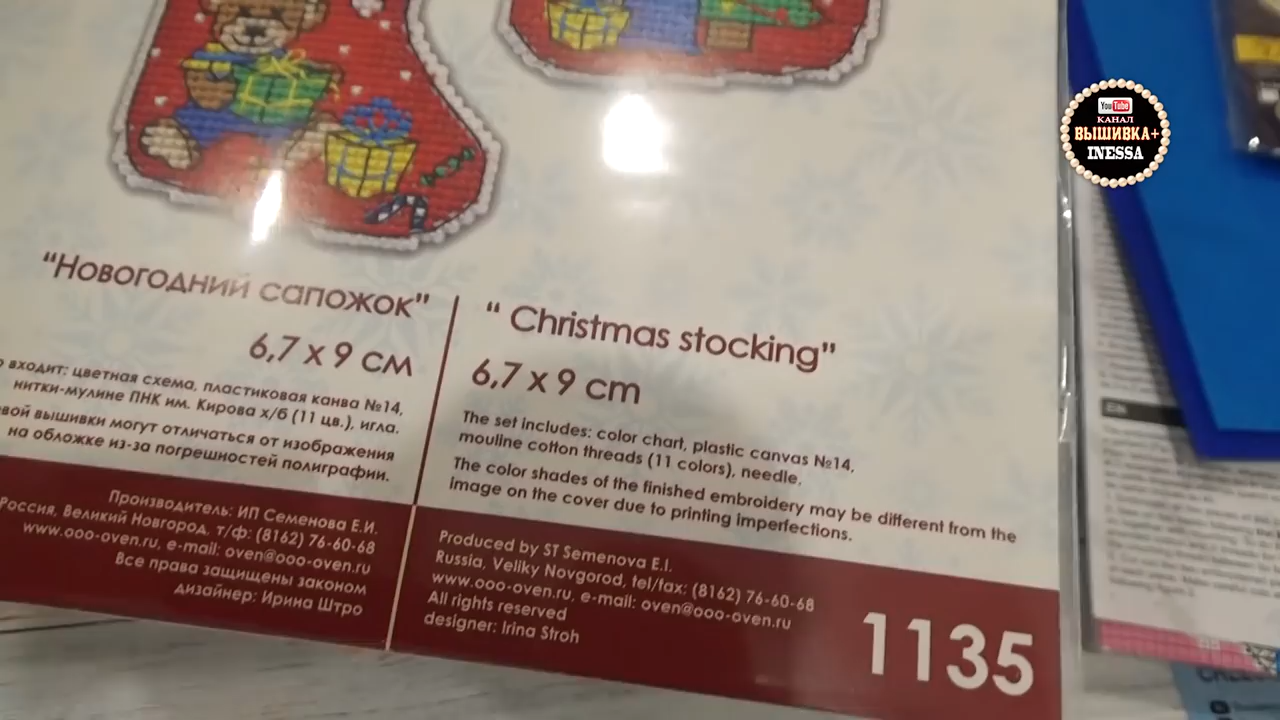 You Tube
КАНАЛ
ВЫШИВКА+
INESSA
"Новогодний сапожок"
6,7 х 9 см
входит: цветная схема, пластиковая канва №14,
нитки-мулине ПНК им. Кирова х/б (11 цв.), игла.
вышивки могут отличаться от изображения
на обложке из-за погрешностей полиграфии.
Производитель: ИП Семенова Е.И.
Россия, Великий Новгород, т/ф: (8162) 76-60-68
www.ooo-oven.ru, e-mail: oven@ooo-oven.ru
Все права защищены законом
дизайнер: Ирина Штро
" Christmas stocking"
6,7 x 9 cm
The set includes: color chart, plastic canvas №14,
mouline cotton threads (11 colors), needle.
The color shades of the finished embroidery may be different from the
image on the cover due to printing imperfections.
Produced by ST Semenova E.I.
Russia, Veliky Novgorod, tel/fax: (8162) 76-60-68
www.ooo-oven.ru, e-mail: oven@ooo-oven.ru
All rights reserved
designer: Irina Stroh
1135
EN